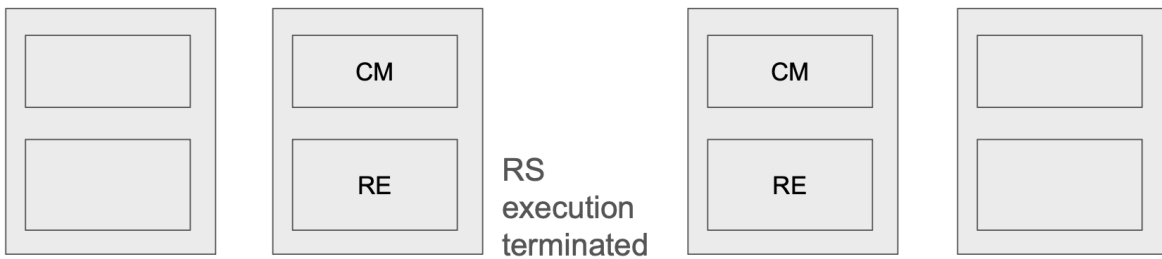 CM
CM
RE
RE
RS
execution
terminated